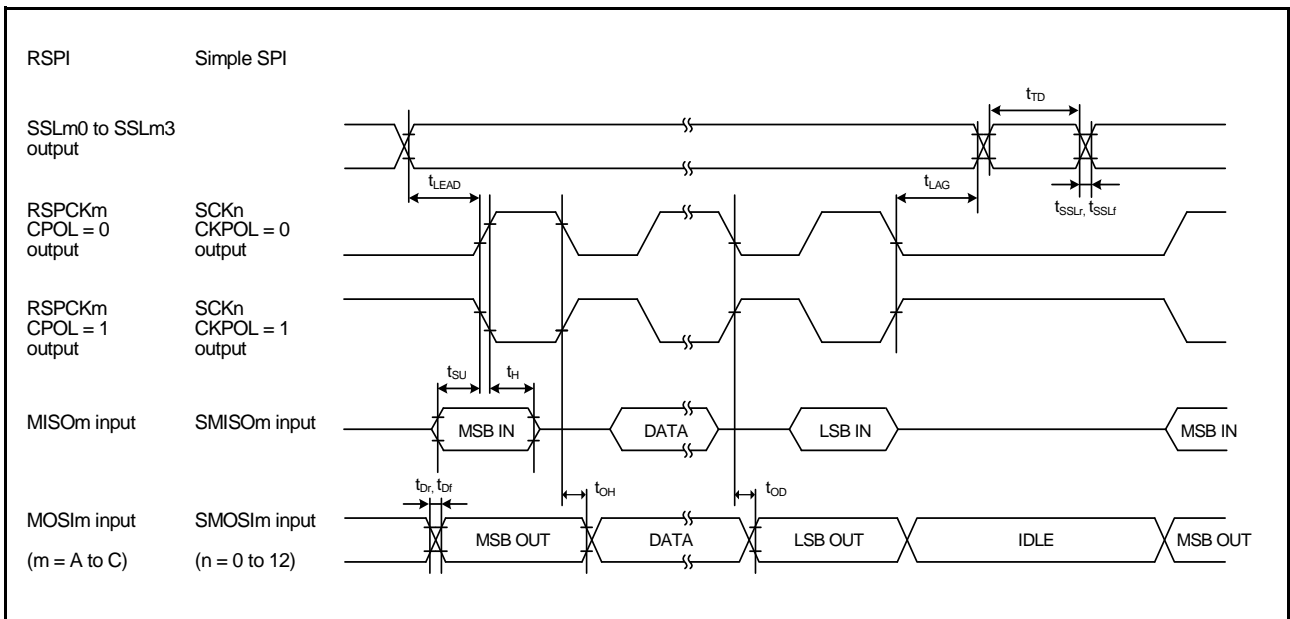 RSPI Simple SPI
tTD
SSLm0 to SSLm3
output
tLEAD tLAG
tSSLr, tSSLf
RSPCKm SCKn
CPOL = 0 CKPOL = 0
output output
RSPCKm SCKn
CPOL = 1 CKPOL = 1
output output
tSU tH
MISOm input SMISOm input MSB IN DATA LSB IN MSB IN
tDr, tDf tOH tOD
MOSIm input SMOSIm input MSB OUT DATA LSB OUT IDLE MSB OUT
(m = A to C) (n = 0 to 12)